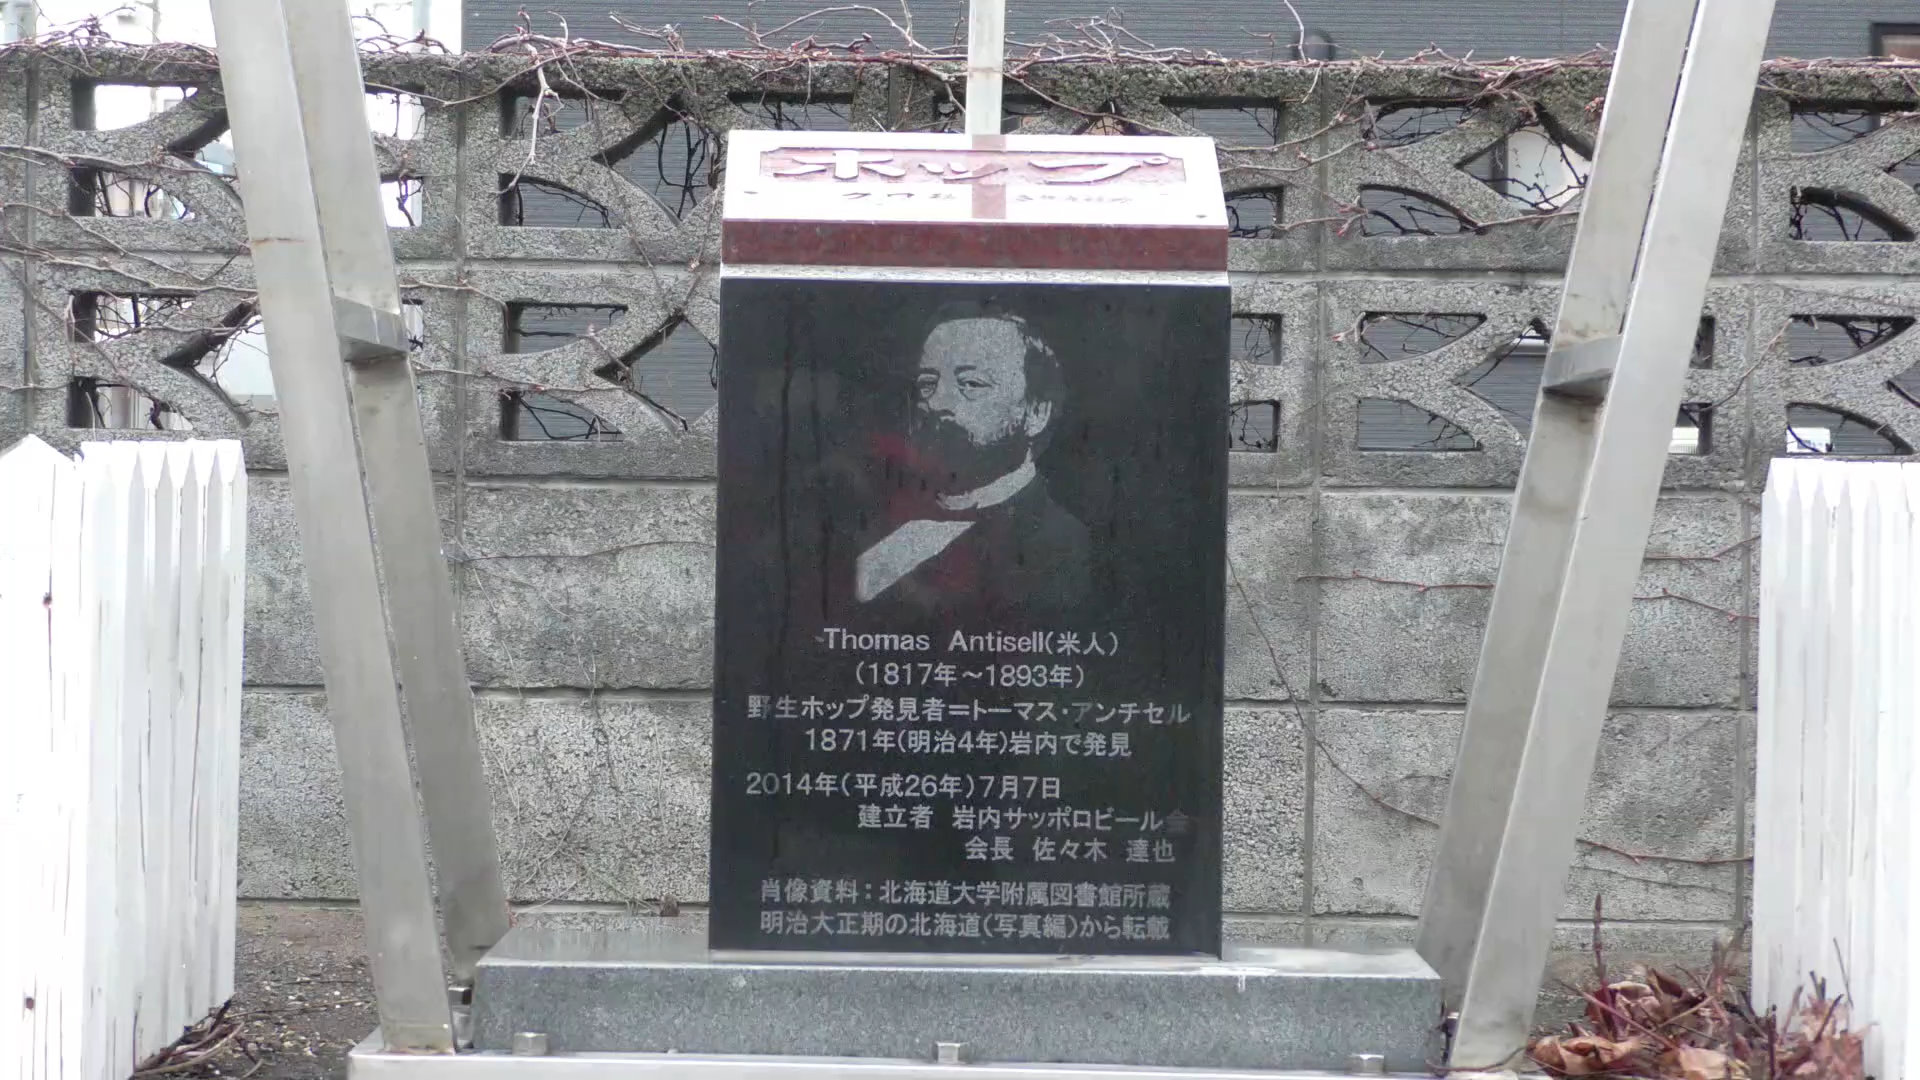 ホップ
クワ科
Thomas Antisell(米人)
(1817年～1893年)
野生ホップ発見者=トーマス・アンチセル
1871年(明治4年)岩内で発見
2014年(平成26年)7月7日
建立者 岩内サッポロビール会
会長 佐々木 達也
肖像資料:北海道大学附属図書館所蔵
明治大正期の北海道(写真編)から転載